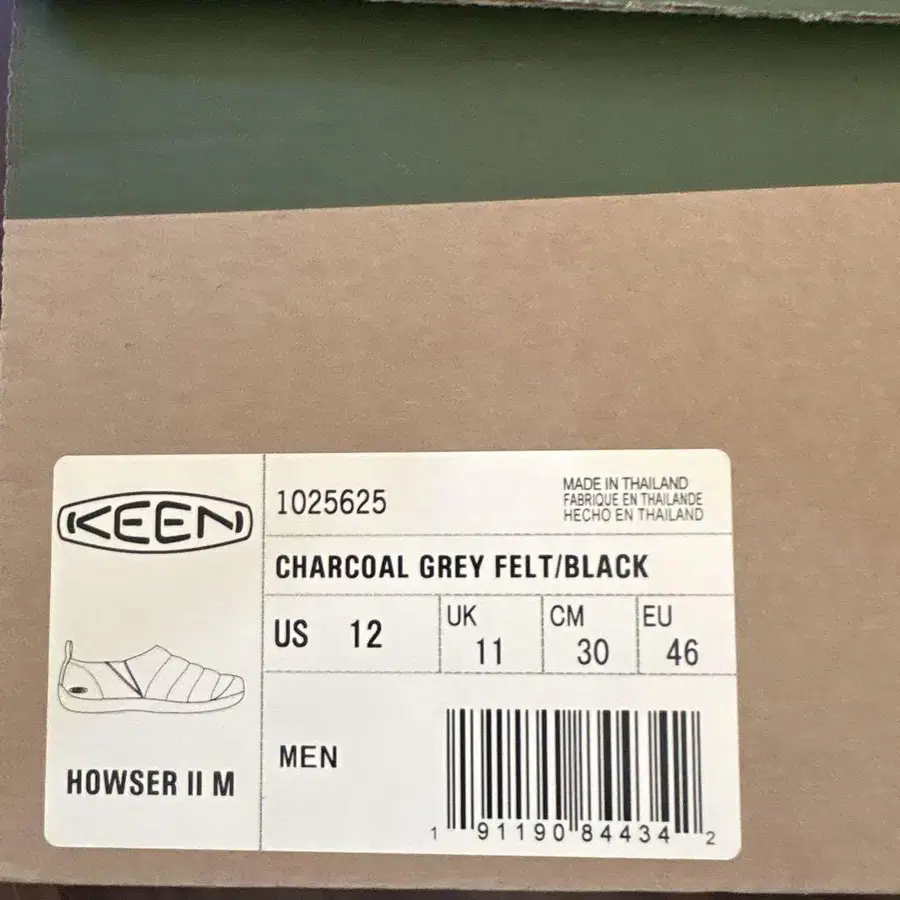 KEEN
1025625
MADE IN THAILAND
FABRIQUE EN THAILANDE
HECHO EN THAILAND
CHARCOAL GREY FELT/BLACK
US 12
UK 11
CM 30
EU 46
HOWSER II M
MEN
1 91190 84434 2